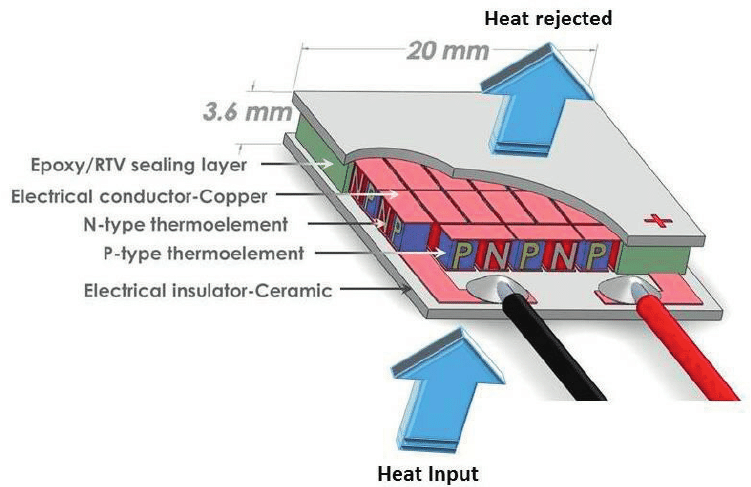 Heat rejected
20 mm
3.6 mm
Epoxy/RTV sealing layer
Electrical conductor-Copper
N-type thermoelement
P-type thermoelement
Electrical insulator-Ceramic
N P N P
P N P N P
+
Heat Input